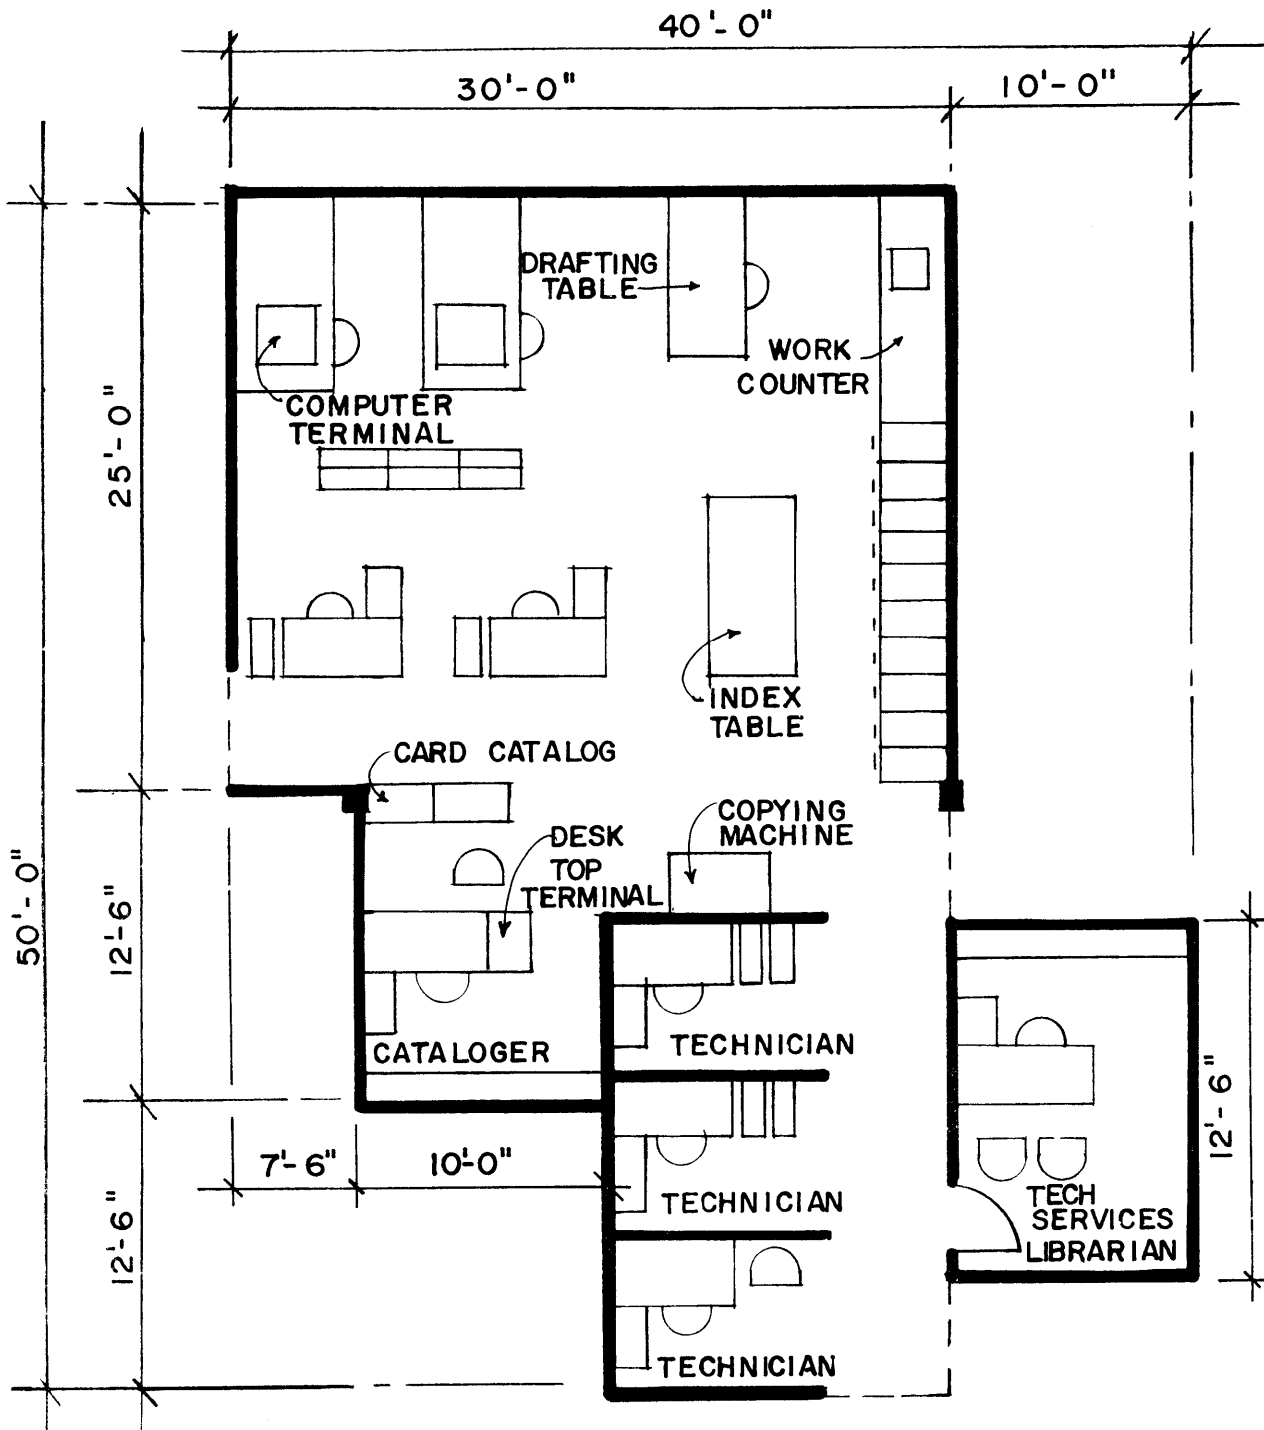 40'-0"
30'-0"
10'-0"
DRAFTING
TABLE
WORK
COUNTER
COMPUTER
TERMINAL
25'-0"
INDEX
TABLE
CARD CATALOG
COPYING
MACHINE
DESK
TOP
TERMINAL
50'-0"
12'-6"
CATALOGER
TECHNICIAN
12'-6"
7'-6"
10'-0"
TECHNICIAN
TECH
SERVICES
LIBRARIAN
12'-6"
TECHNICIAN